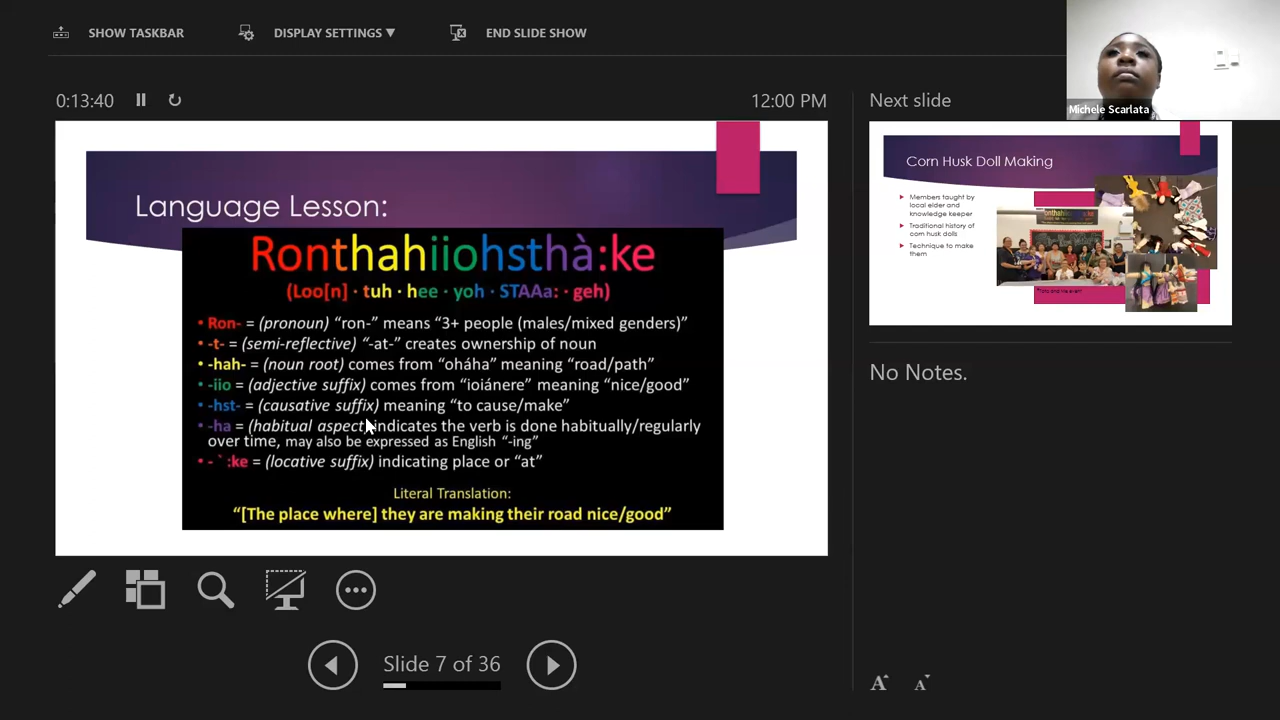 SHOW TASKBAR
DISPLAY SETTINGS ▼
END SLIDE SHOW
Michele Scarlata
0:13:40
12:00 PM
Language Lesson:
Ronthahiiohsthà:ke
(Loo[n] · tuh · hee · yoh · STAAa: · geh)
• Ron- = (pronoun) “ron-” means “3+ people (males/mixed genders)”
• -t- = (semi-reflective) “-at-” creates ownership of noun
• -hah- = (noun root) comes from “oháha” meaning “road/path”
• -iio = (adjective suffix) comes from “ioiánere” meaning “nice/good”
• -hst- = (causative suffix) meaning “to cause/make”
• -ha = (habitual aspect) indicates the verb is done habitually/regularly
over time, may also be expressed as English “-ing”
• - ` :ke = (locative suffix) indicating place or “at”
Literal Translation:
“[The place where] they are making their road nice/good”
Slide 7 of 36
Next slide
Corn Husk Doll Making
Members taught by
local elder and
knowledge keeper
Traditional history of
corn husk dolls
Technique to make
them
No Notes.
A
A